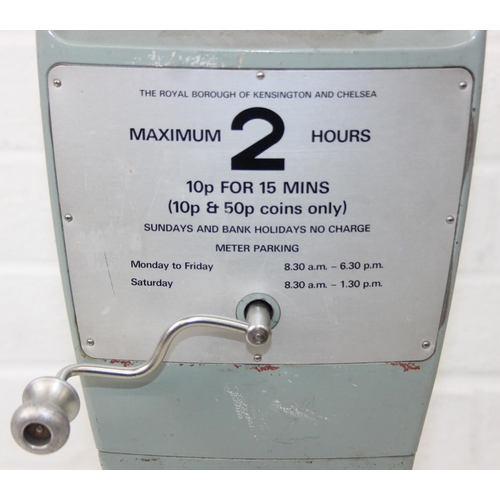 THE ROYAL BOROUGH OF KENSINGTON AND CHELSEA
MAXIMUM 2 HOURS
10p FOR 15 MINS
(10p & 50p coins only)
SUNDAYS AND BANK HOLIDAYS NO CHARGE
METER PARKING
Monday to Friday 8.30 a.m. – 6.30 p.m.
Saturday 8.30 a.m. – 1.30 p.m.